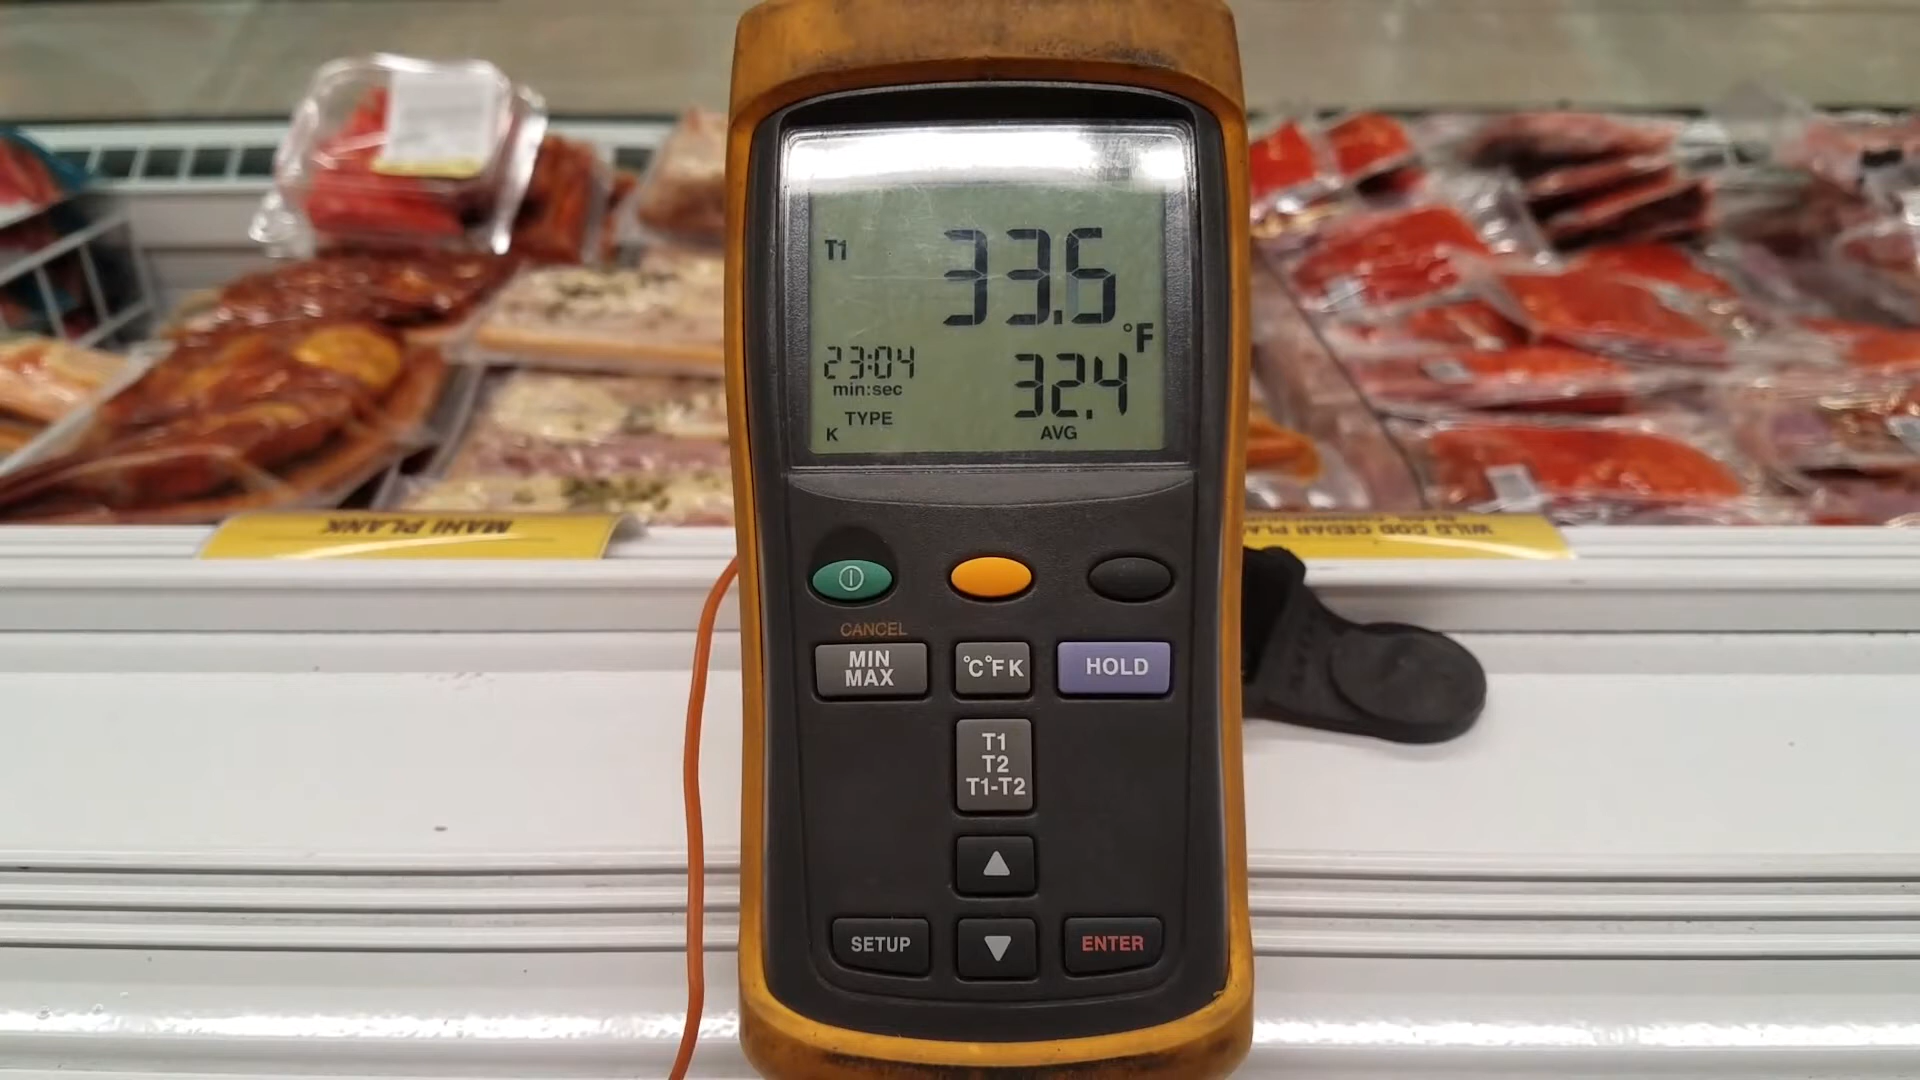 T1 33.6
°F
23:04 32.4
min:sec
TYPE
K AVG
MAHI PLANK
WILD COD CEDAR PLA
CANCEL
MIN MAX
°C°F K
HOLD
T1
T2
T1-T2
SETUP
ENTER